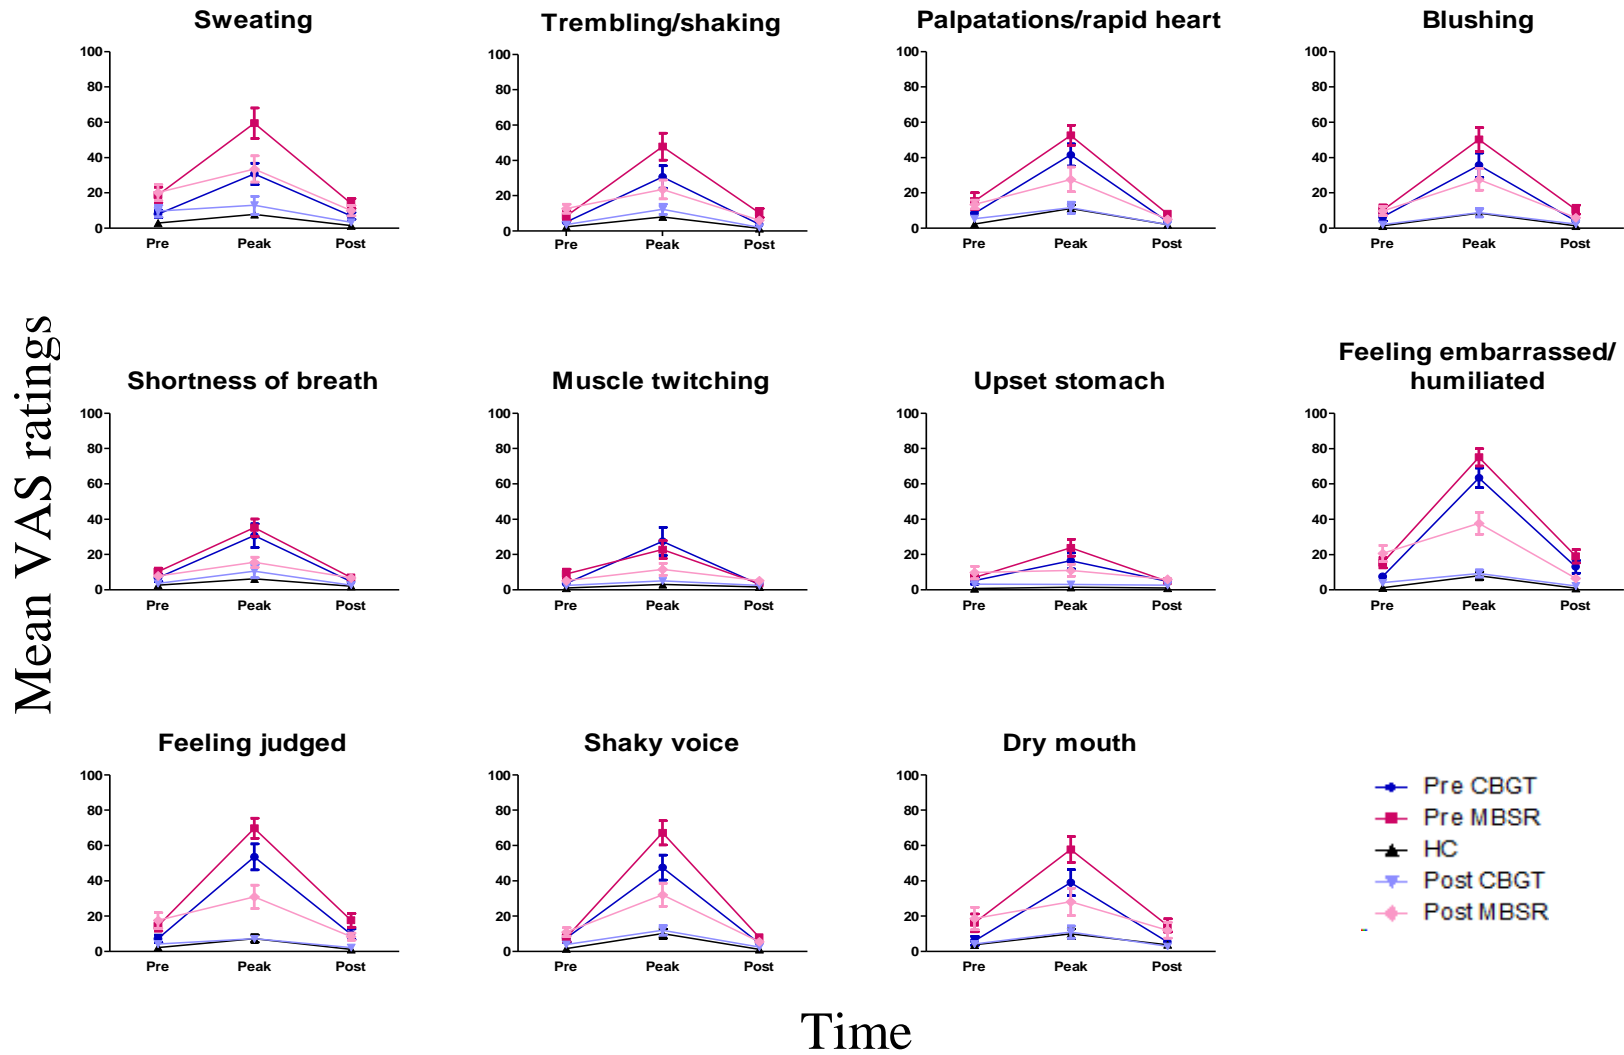 Sweating
Trembling/shaking
Palpatations/rapid heart
Blushing
100
80
60
40
20
0
Pre Peak Post
100
80
60
40
20
0
Pre Peak Post
100
80
60
40
20
0
Pre Peak Post
100
80
60
40
20
0
Pre Peak Post
Mean VAS ratings
Shortness of breath
Muscle twitching
Upset stomach
Feeling embarrassed/
humiliated
100
80
60
40
20
0
Pre Peak Post
100
80
60
40
20
0
Pre Peak Post
100
80
60
40
20
0
Pre Peak Post
100
80
60
40
20
0
Pre Peak Post
Feeling judged
Shaky voice
Dry mouth
100
80
60
40
20
0
Pre Peak Post
100
80
60
40
20
0
Pre Peak Post
100
80
60
40
20
0
Pre Peak Post
Pre CBGT
Pre MBSR
HC
Post CBGT
Post MBSR
Time